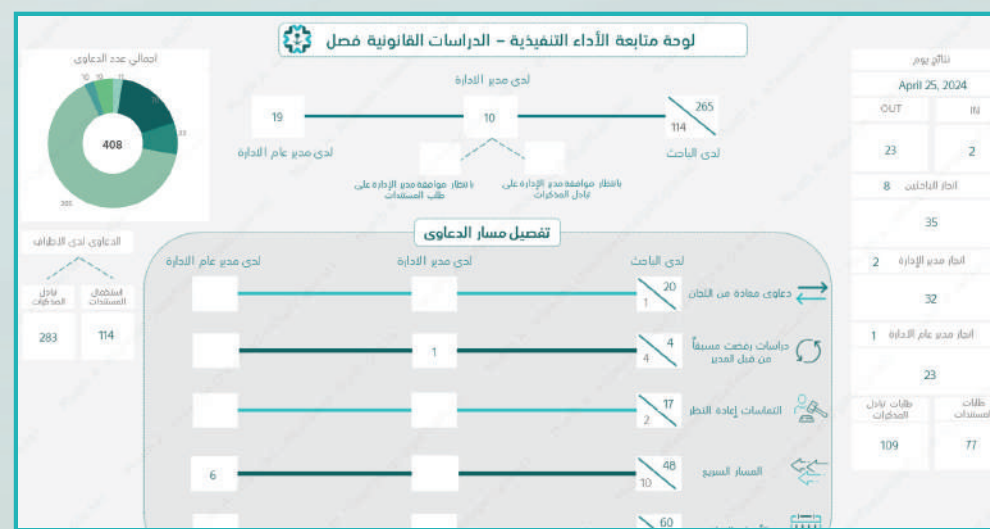 لوحة متابعة الأداء التنفيذية – الدراسات القانونية فصل
نتائج يوم
April 25, 2024
IN
OUT
2
23
انجاز الباحثين 8
35
انجاز مدير الإدارة 2
32
انجاز مدير عام الادارة 1
23
طلبات المستندات
طلبات تبادل المذكرات
77
109
لدى مدير الادارة
265
114
10
19
لدى الباحث
لدى مدير عام الادارة
بانتظار موافقة مدير الإدارة على تبادل المذكرات
بانتظار موافقة مدير الإدارة على طلب المستندات
اجمالي عدد الدعاوى
10
19
11
33
265
408
الدعاوى لدى الاطراف
استكمال المستندات
تبادل المذكرات
114
283
تفصيل مسار الدعاوى
لدى الباحث
لدى مدير الادارة
لدى مدير عام الادارة
دعاوى معادة من اللجان
20
1
دراسات رفضت مسبقاً من قبل المدير
4
4
1
التماسات إعادة النظر
17
2
المسار السريع
48
10
6
60